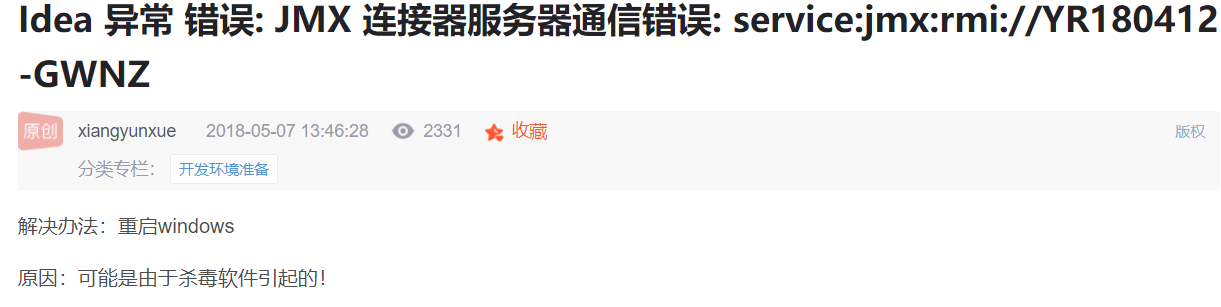 Idea 异常 错误: JMX 连接器服务器通信错误: service:jmx:rmi://YR180412
-GWNZ
原创 xiangyunxue 2018-05-07 13:46:28 2331 收藏 版权
分类专栏： 开发环境准备
解决办法：重启windows
原因：可能是由于杀毒软件引起的！